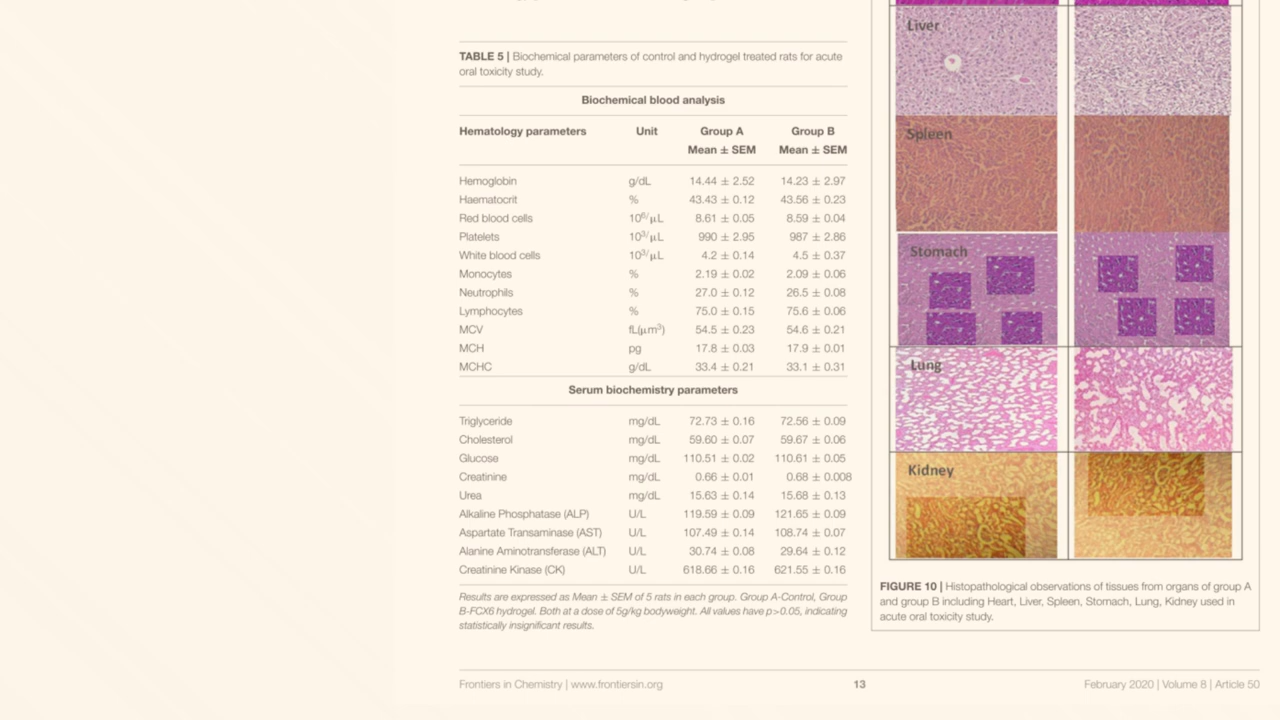 TABLE 5 | Biochemical parameters of control and hydrogel treated rats for acute
oral toxicity study.
Biochemical blood analysis
Hematology parameters Unit Group A Group B
Mean ± SEM Mean ± SEM
Hemoglobin g/dL 14.44 ± 2.52 14.23 ± 2.97
Haematocrit % 43.43 ± 0.12 43.56 ± 0.23
Red blood cells 10⁶/μL 8.61 ± 0.05 8.59 ± 0.04
Platelets 10³/μL 990 ± 2.95 987 ± 2.86
White blood cells 10³/μL 4.2 ± 0.14 4.5 ± 0.37
Monocytes % 2.19 ± 0.02 2.09 ± 0.06
Neutrophils % 27.0 ± 0.12 26.5 ± 0.08
Lymphocytes % 75.0 ± 0.15 75.6 ± 0.06
MCV fL(μm³) 54.5 ± 0.23 54.6 ± 0.21
MCH pg 17.8 ± 0.03 17.9 ± 0.01
MCHC g/dL 33.4 ± 0.21 33.1 ± 0.31
Serum biochemistry parameters
Triglyceride mg/dL 72.73 ± 0.16 72.56 ± 0.09
Cholesterol mg/dL 59.60 ± 0.07 59.67 ± 0.06
Glucose mg/dL 110.51 ± 0.02 110.61 ± 0.05
Creatinine mg/dL 0.66 ± 0.01 0.68 ± 0.008
Urea mg/dL 15.63 ± 0.14 15.68 ± 0.13
Alkaline Phosphatase (ALP) U/L 119.59 ± 0.09 121.65 ± 0.09
Aspartate Transaminase (AST) U/L 107.49 ± 0.14 108.74 ± 0.07
Alanine Aminotransferase (ALT) U/L 30.74 ± 0.08 29.64 ± 0.12
Creatinine Kinase (CK) U/L 618.66 ± 0.16 621.55 ± 0.16
Results are expressed as Mean ± SEM of 5 rats in each group. Group A-Control, Group
B-FCX6 hydrogel. Both at a dose of 5g/kg bodyweight. All values have p>0.05, indicating
statistically insignificant results.
Liver
Spleen
Stomach
Lung
Kidney
FIGURE 10 | Histopathological observations of tissues from organs of group A
and group B including Heart, Liver, Spleen, Stomach, Lung, Kidney used in
acute oral toxicity study.
Frontiers in Chemistry | www.frontiersin.org 13 February 2020 | Volume 8 | Article 50